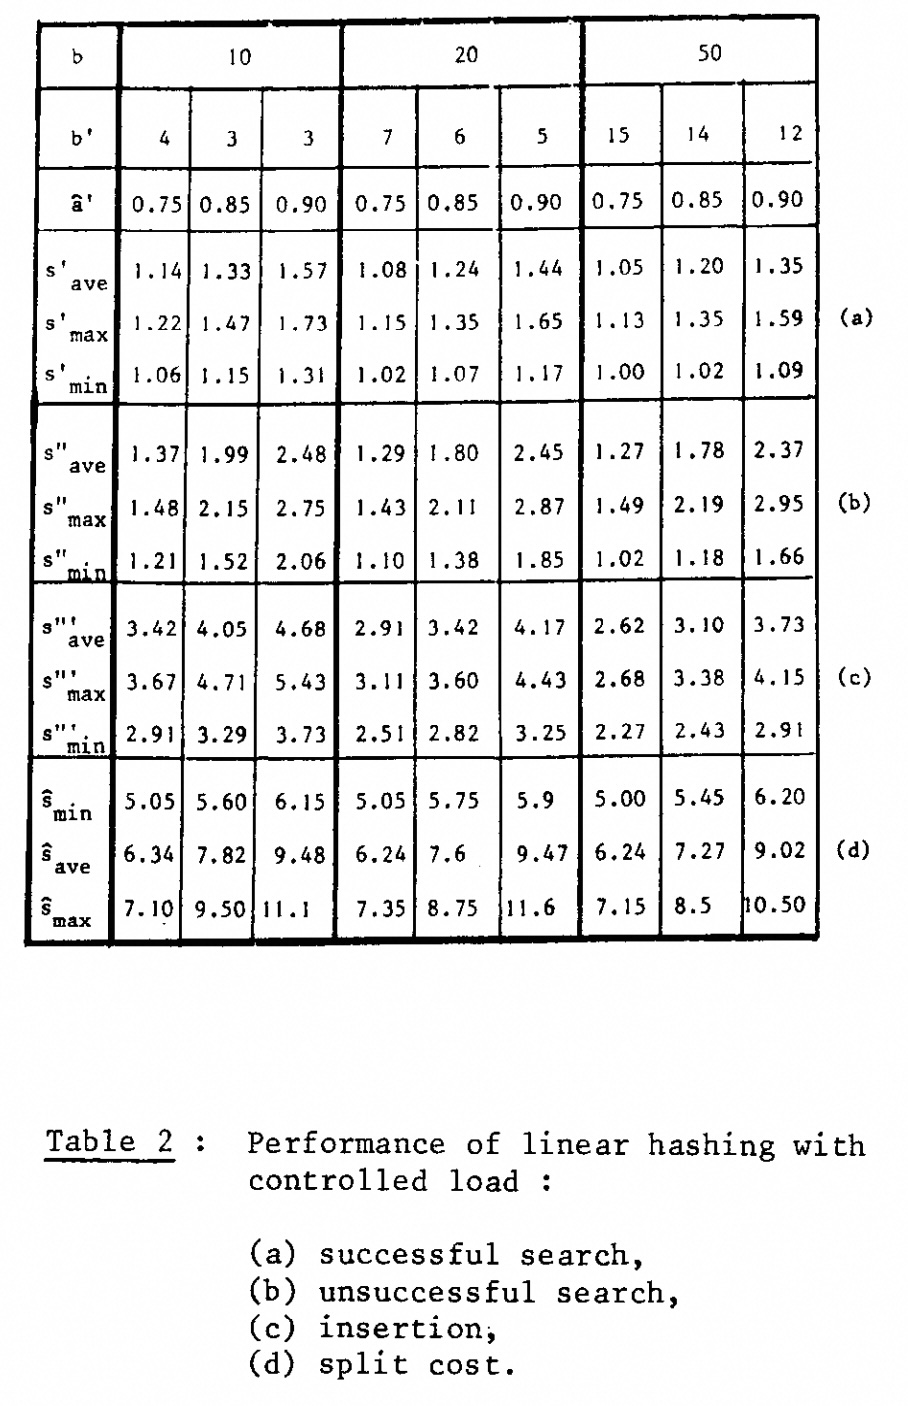 b 10 20 50
b' 4 3 3 7 6 5 15 14 12
â' 0.75 0.85 0.90 0.75 0.85 0.90 0.75 0.85 0.90
s'ave 1.14 1.33 1.57 1.08 1.24 1.44 1.05 1.20 1.35
s'max 1.22 1.47 1.73 1.15 1.35 1.65 1.13 1.35 1.59 (a)
s'min 1.06 1.15 1.31 1.02 1.07 1.17 1.00 1.02 1.09
s"ave 1.37 1.99 2.48 1.29 1.80 2.45 1.27 1.78 2.37
s"max 1.48 2.15 2.75 1.43 2.11 2.87 1.49 2.19 2.95 (b)
s"min 1.21 1.52 2.06 1.10 1.38 1.85 1.02 1.18 1.66
s"'ave 3.42 4.05 4.68 2.91 3.42 4.17 2.62 3.10 3.73
s"'max 3.67 4.71 5.43 3.11 3.60 4.43 2.68 3.38 4.15 (c)
s"'min 2.91 3.29 3.73 2.51 2.82 3.25 2.27 2.43 2.91
ŝmin 5.05 5.60 6.15 5.05 5.75 5.9 5.00 5.45 6.20
ŝave 6.34 7.82 9.48 6.24 7.6 9.47 6.24 7.27 9.02 (d)
ŝmax 7.10 9.50 11.1 7.35 8.75 11.6 7.15 8.5 10.50
Table 2 : Performance of linear hashing with
controlled load :
(a) successful search,
(b) unsuccessful search,
(c) insertion,
(d) split cost.